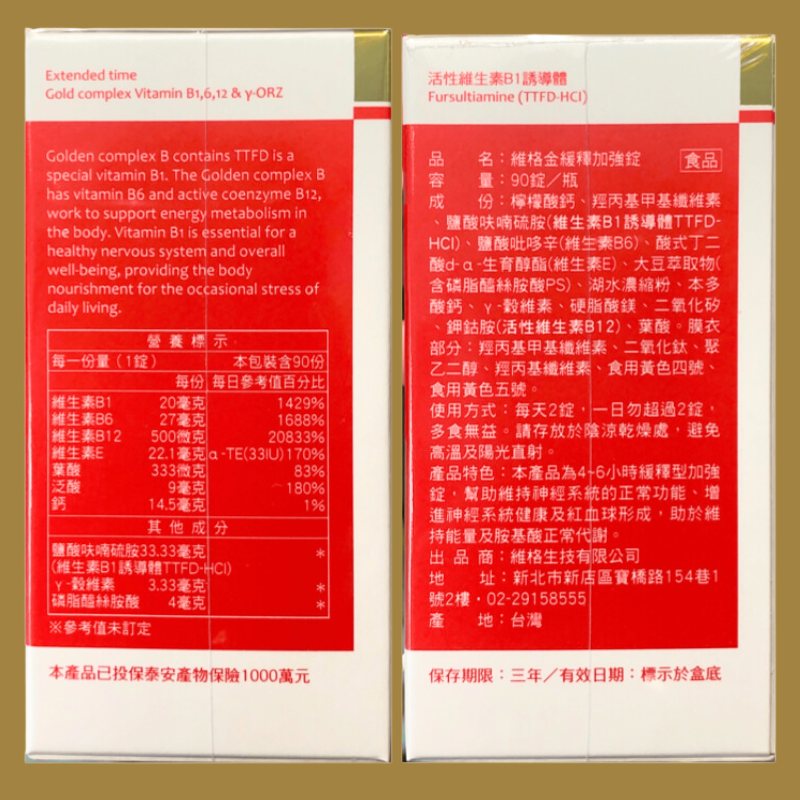 Extended time
Gold complex Vitamin B1,6,12 & γ-ORZ
Golden complex B contains TTFD is a
special vitamin B1. The Golden complex B
has vitamin B6 and active coenzyme B12,
work to support energy metabolism in
the body. Vitamin B1 is essential for a
healthy nervous system and overall
well-being, providing the body
nourishment for the occasional stress of
daily living.
營養標示
每一份量(1錠) 本包裝含90份
每份 每日參考值百分比
維生素B1 20毫克 1429%
維生素B6 27毫克 1688%
維生素B12 500微克 20833%
維生素E 22.1毫克α-TE(33IU)170%
葉酸 333微克 83%
泛酸 9毫克 180%
鈣 14.5毫克 1%
其他成分
鹽酸呋喃硫胺33.33毫克 *
(維生素B1誘導體TTFD-HCl)
γ-穀維素 3.33毫克 *
磷脂醯絲胺酸 4毫克 *
※參考值未訂定
本產品已投保泰安產物保險1000萬元
活性維生素B1誘導體
Fursultiamine (TTFD-HCl)
品 名:維格金緩釋加強錠 食品
容 量:90錠/瓶
成 份:檸檬酸鈣、羥丙基甲基纖維素
、鹽酸呋喃硫胺(維生素B1誘導體TTFD-
HCl)、鹽酸吡哆辛(維生素B6)、酸式丁二
酸d-α-生育醇酯(維生素E)、大豆萃取物(
含磷脂醯絲胺酸PS)、湖水濃縮粉、本多
酸鈣、γ-穀維素、硬脂酸鎂、二氧化矽
、鉀鈷胺(活性維生素B12)、葉酸。膜衣
部分:羥丙基甲基纖維素、二氧化鈦、聚
乙二醇、羥丙基纖維素、食用黃色四號、
食用黃色五號。
使用方式:每天2錠,一日勿超過2錠,
多食無益。請存放於陰涼乾燥處,避免
高溫及陽光直射。
產品特色:本產品為4~6小時緩釋型加強
錠,幫助維持神經系統的正常功能、增
進神經系統健康及紅血球形成,助於維
持能量及胺基酸正常代謝。
出 品 商:維格生技有限公司
地 址:新北市新店區寶橋路154巷1
號2樓・02-29158555
產 地:台灣
保存期限:三年/有效日期:標示於盒底